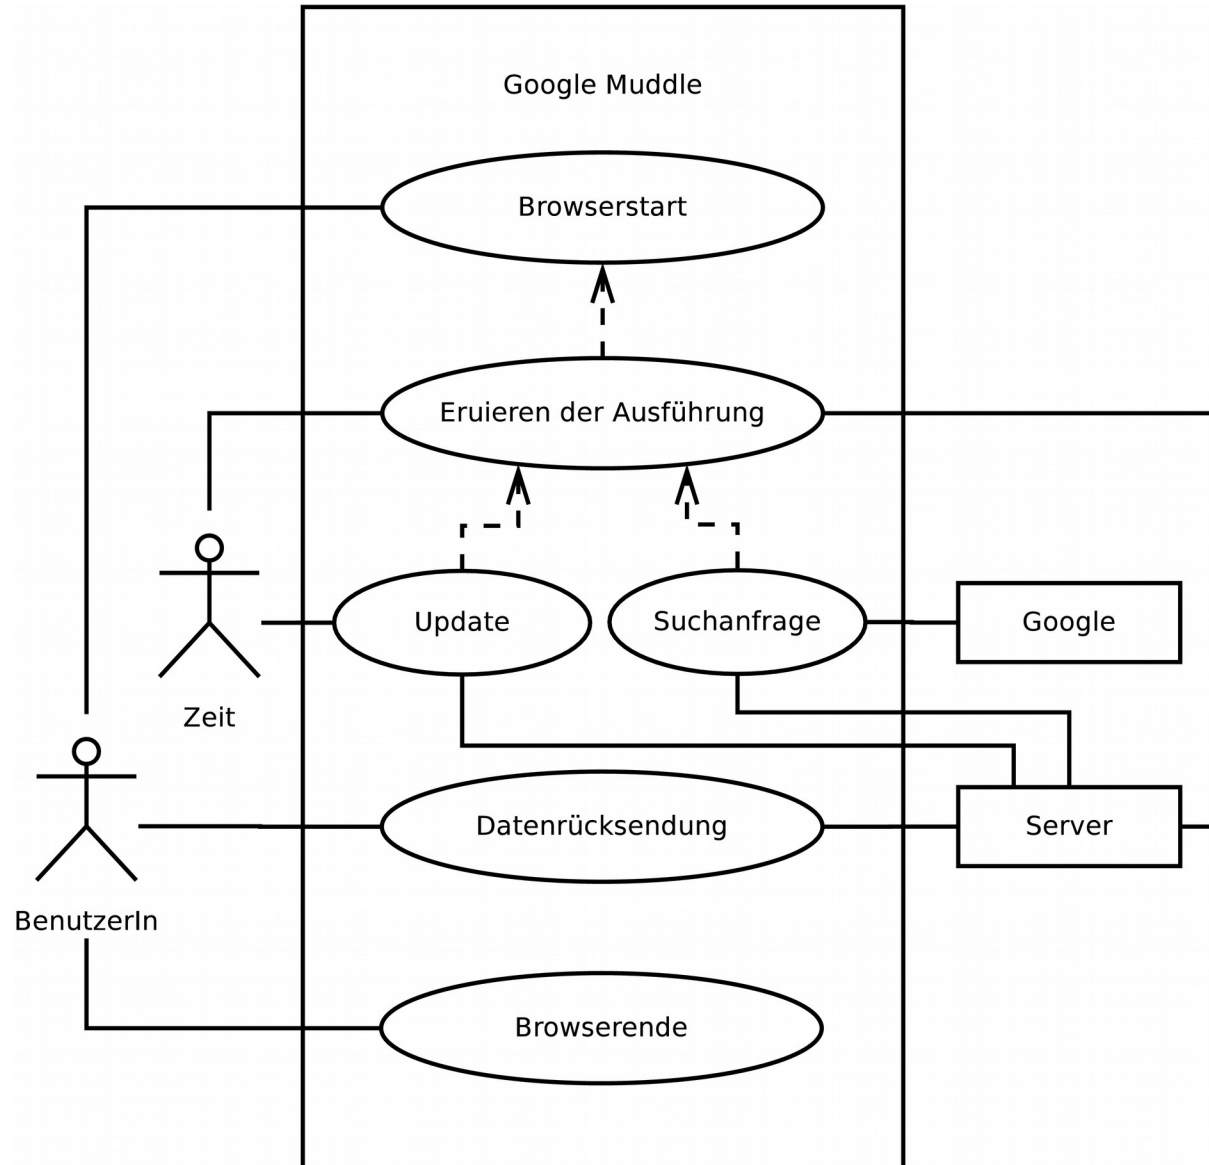 Google Muddle
Browserstart
Eruieren der Ausführung
Update
Suchanfrage
Google
Zeit
Datenrücksendung
Server
BenutzerIn
Browserende